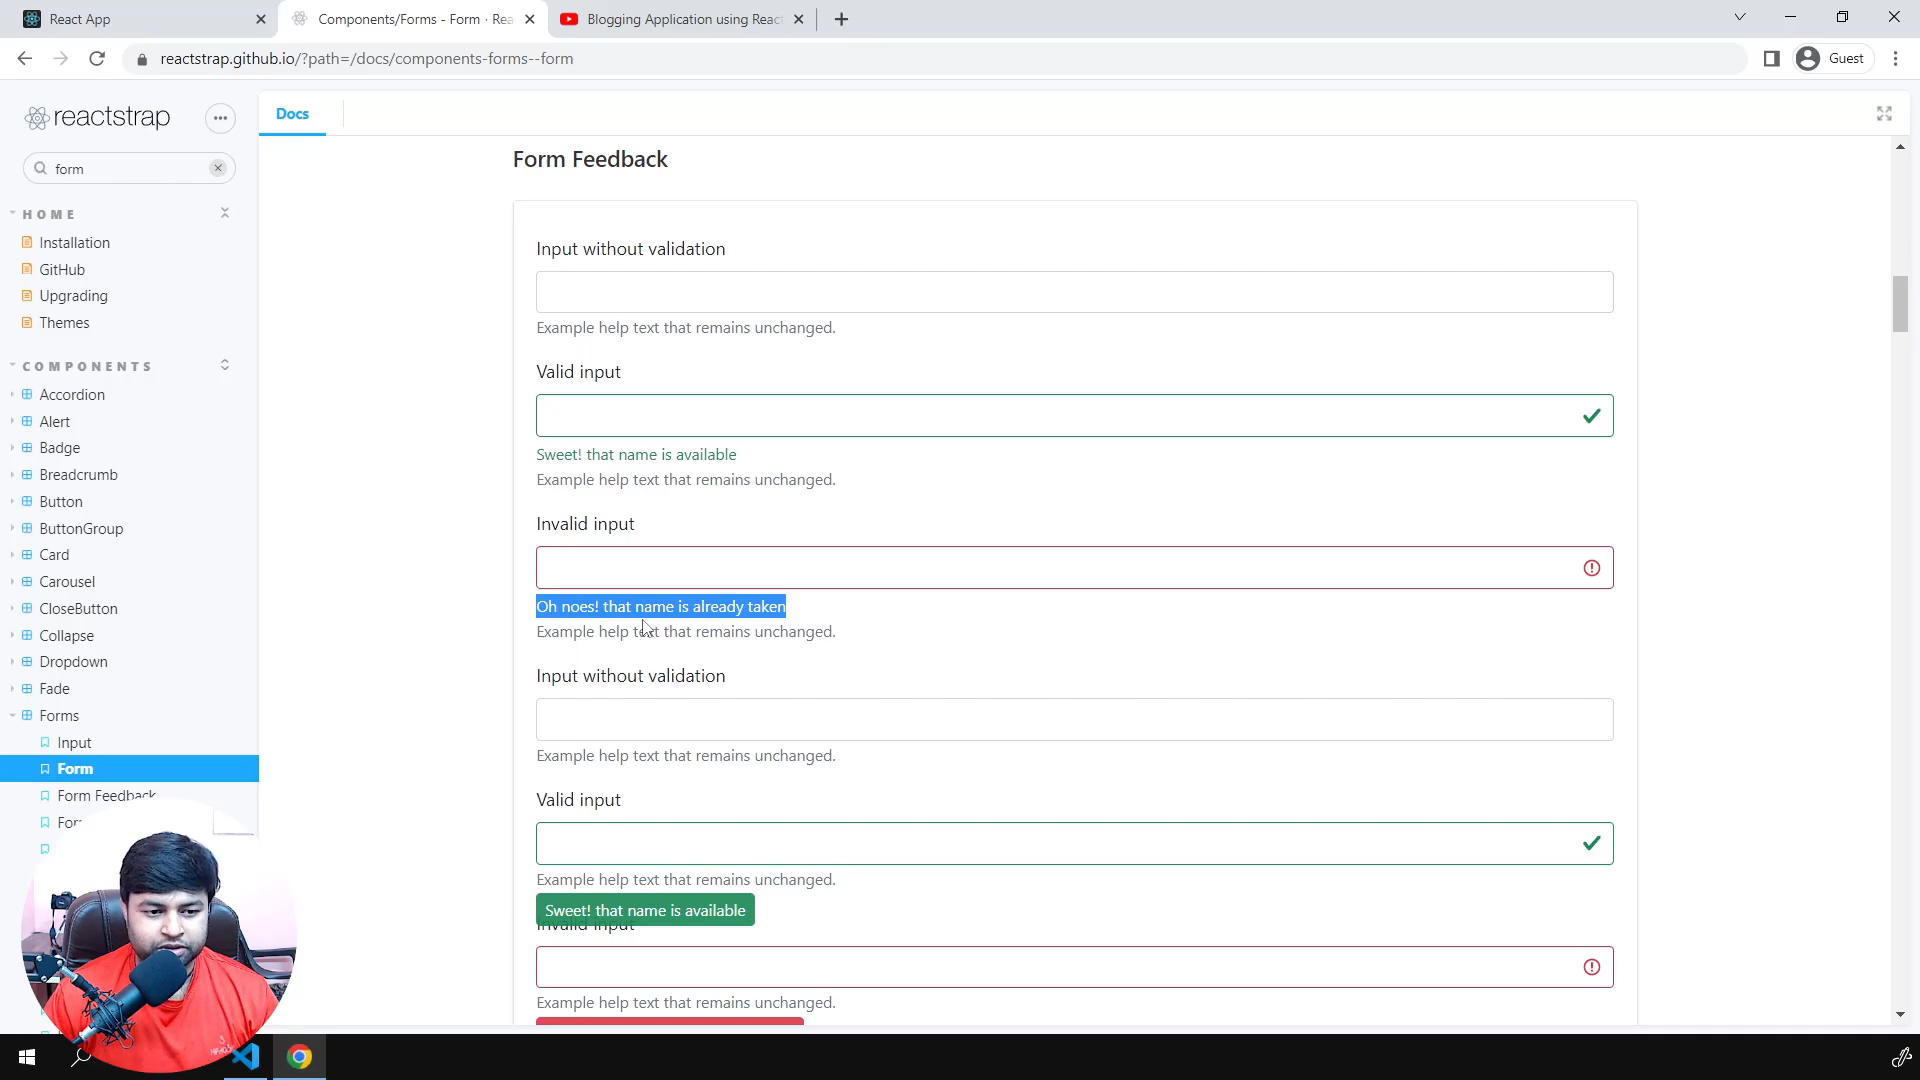 React App
Components/Forms - Form · Rea
Blogging Application using Reac
reactstrap.github.io/?path=/docs/components-forms--form
Guest
reactstrap
form
HOME
Installation
GitHub
Upgrading
Themes
COMPONENTS
Accordion
Alert
Badge
Breadcrumb
Button
ButtonGroup
Card
Carousel
CloseButton
Collapse
Dropdown
Fade
Forms
Input
Form
Form Feedback
For
Docs
Form Feedback
Input without validation
Example help text that remains unchanged.
Valid input
Sweet! that name is available
Example help text that remains unchanged.
Invalid input
Oh noes! that name is already taken
Example help text that remains unchanged.
Input without validation
Example help text that remains unchanged.
Valid input
Example help text that remains unchanged.
Sweet! that name is available
Invalid input
Example help text that remains unchanged.